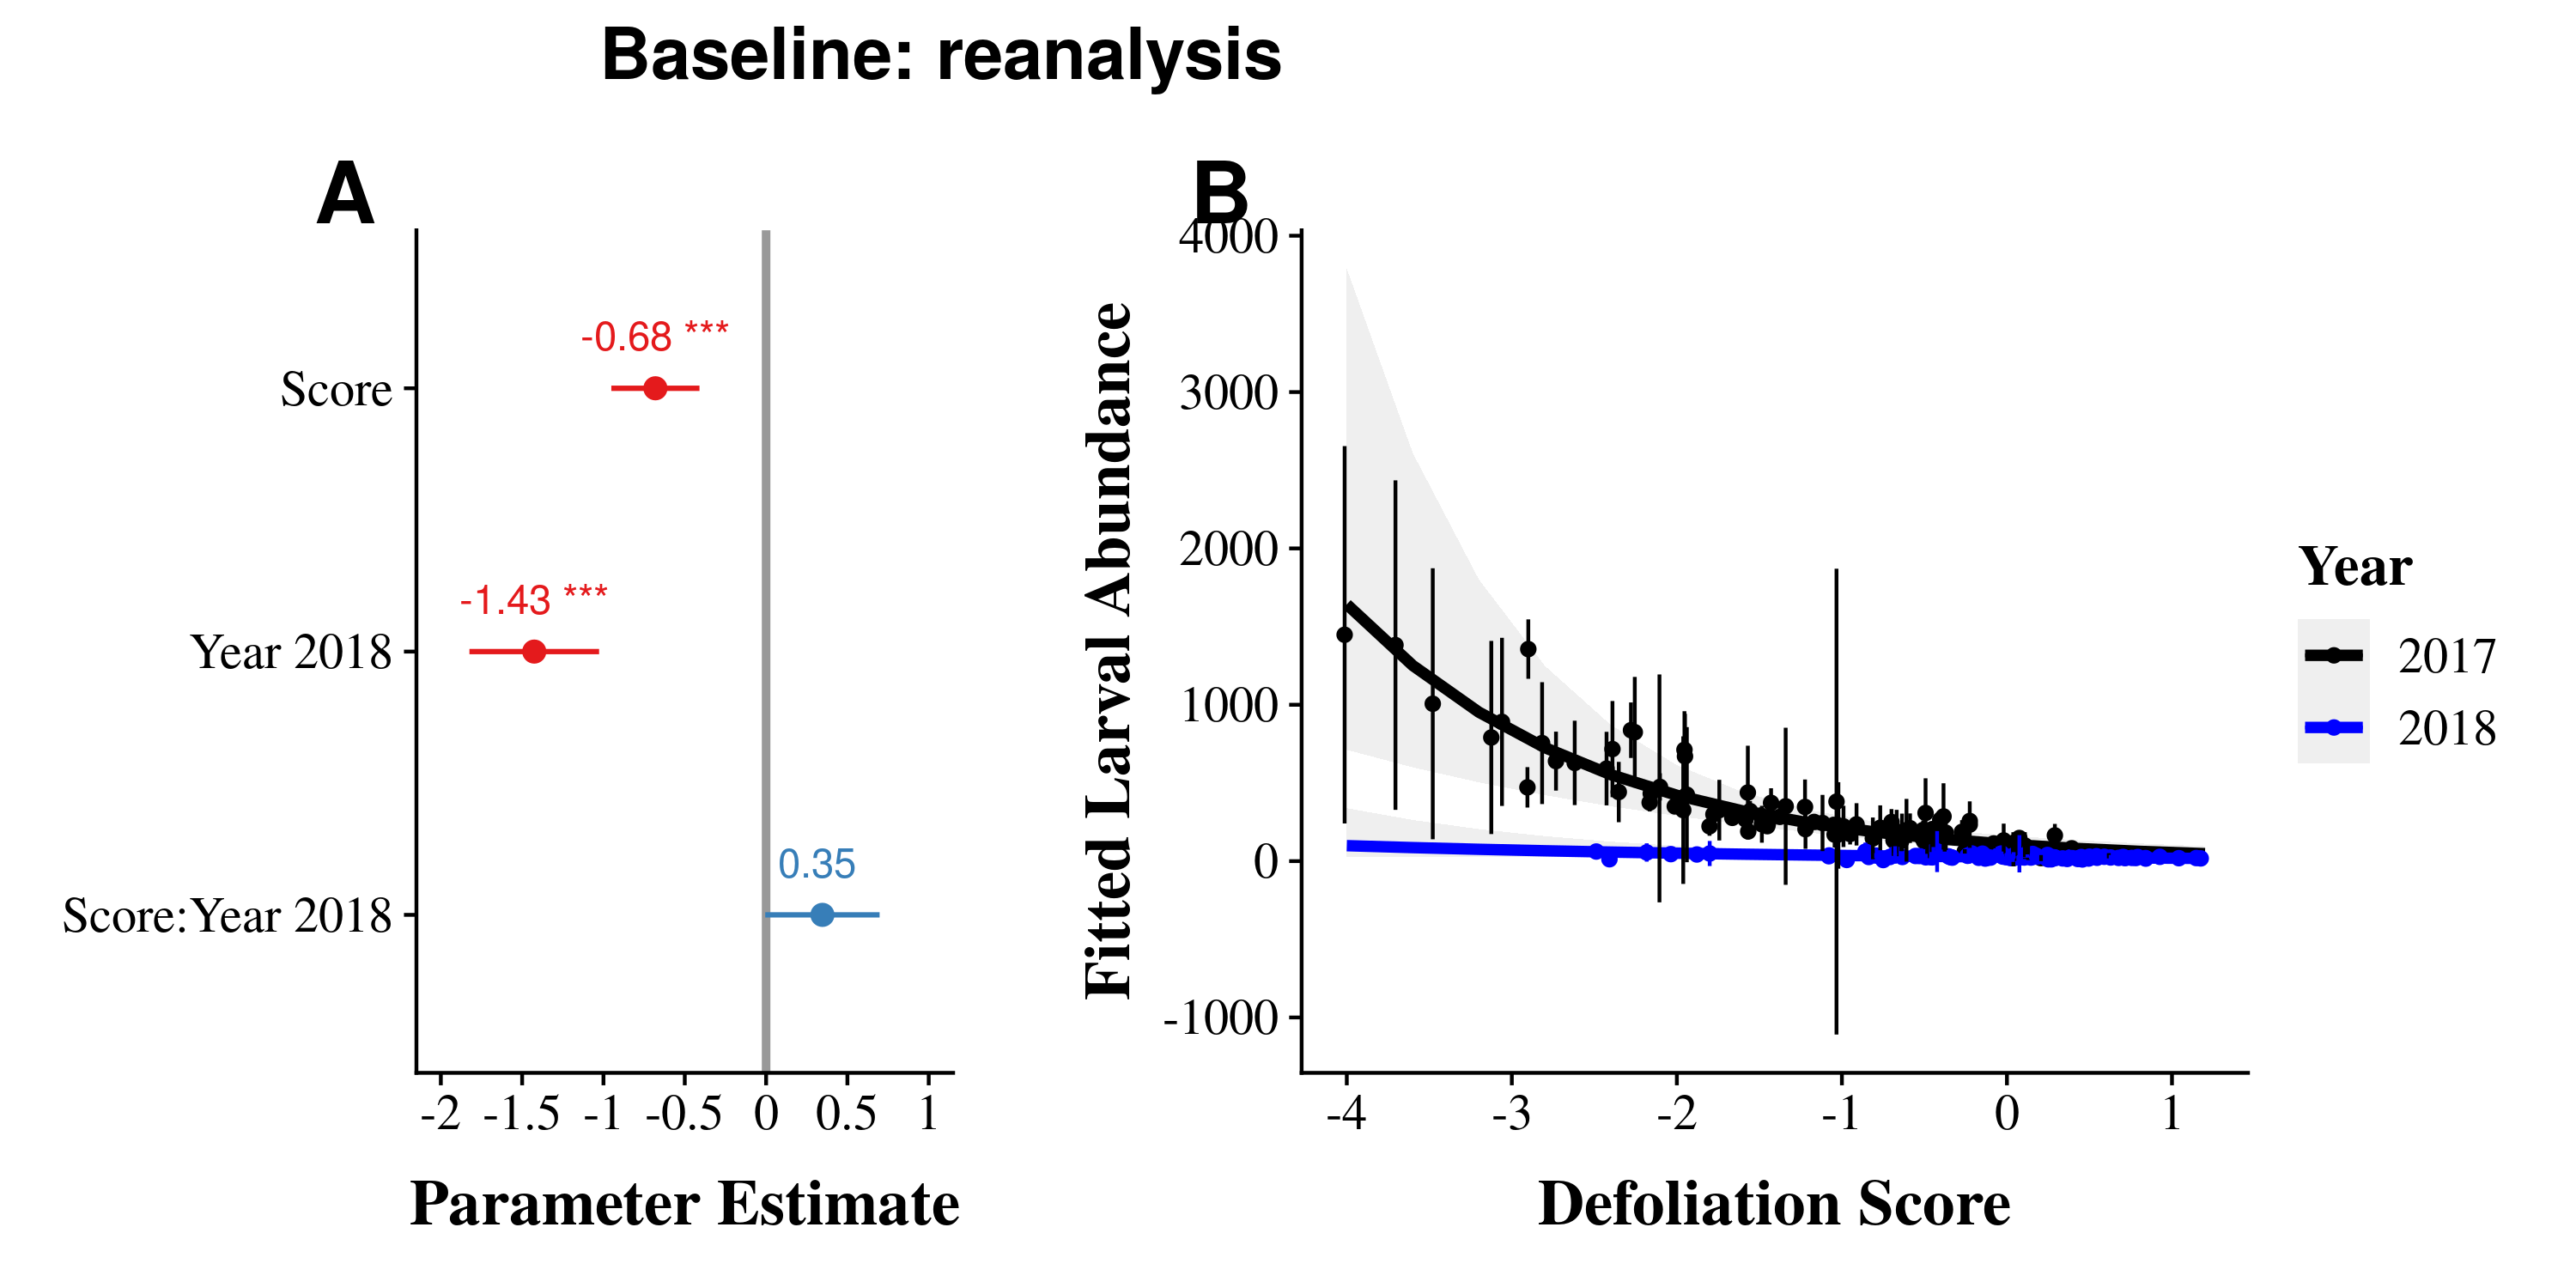 Baseline: reanalysis
A
-0.68 ***
Score
-1.43 ***
Year 2018
0.35
Score:Year 2018
-2 -1.5 -1 -0.5 0 0.5 1
Parameter Estimate
B
4000
3000
2000
1000
0
-1000
Fitted Larval Abundance
-4 -3 -2 -1 0 1
Defoliation Score
Year
2017
2018